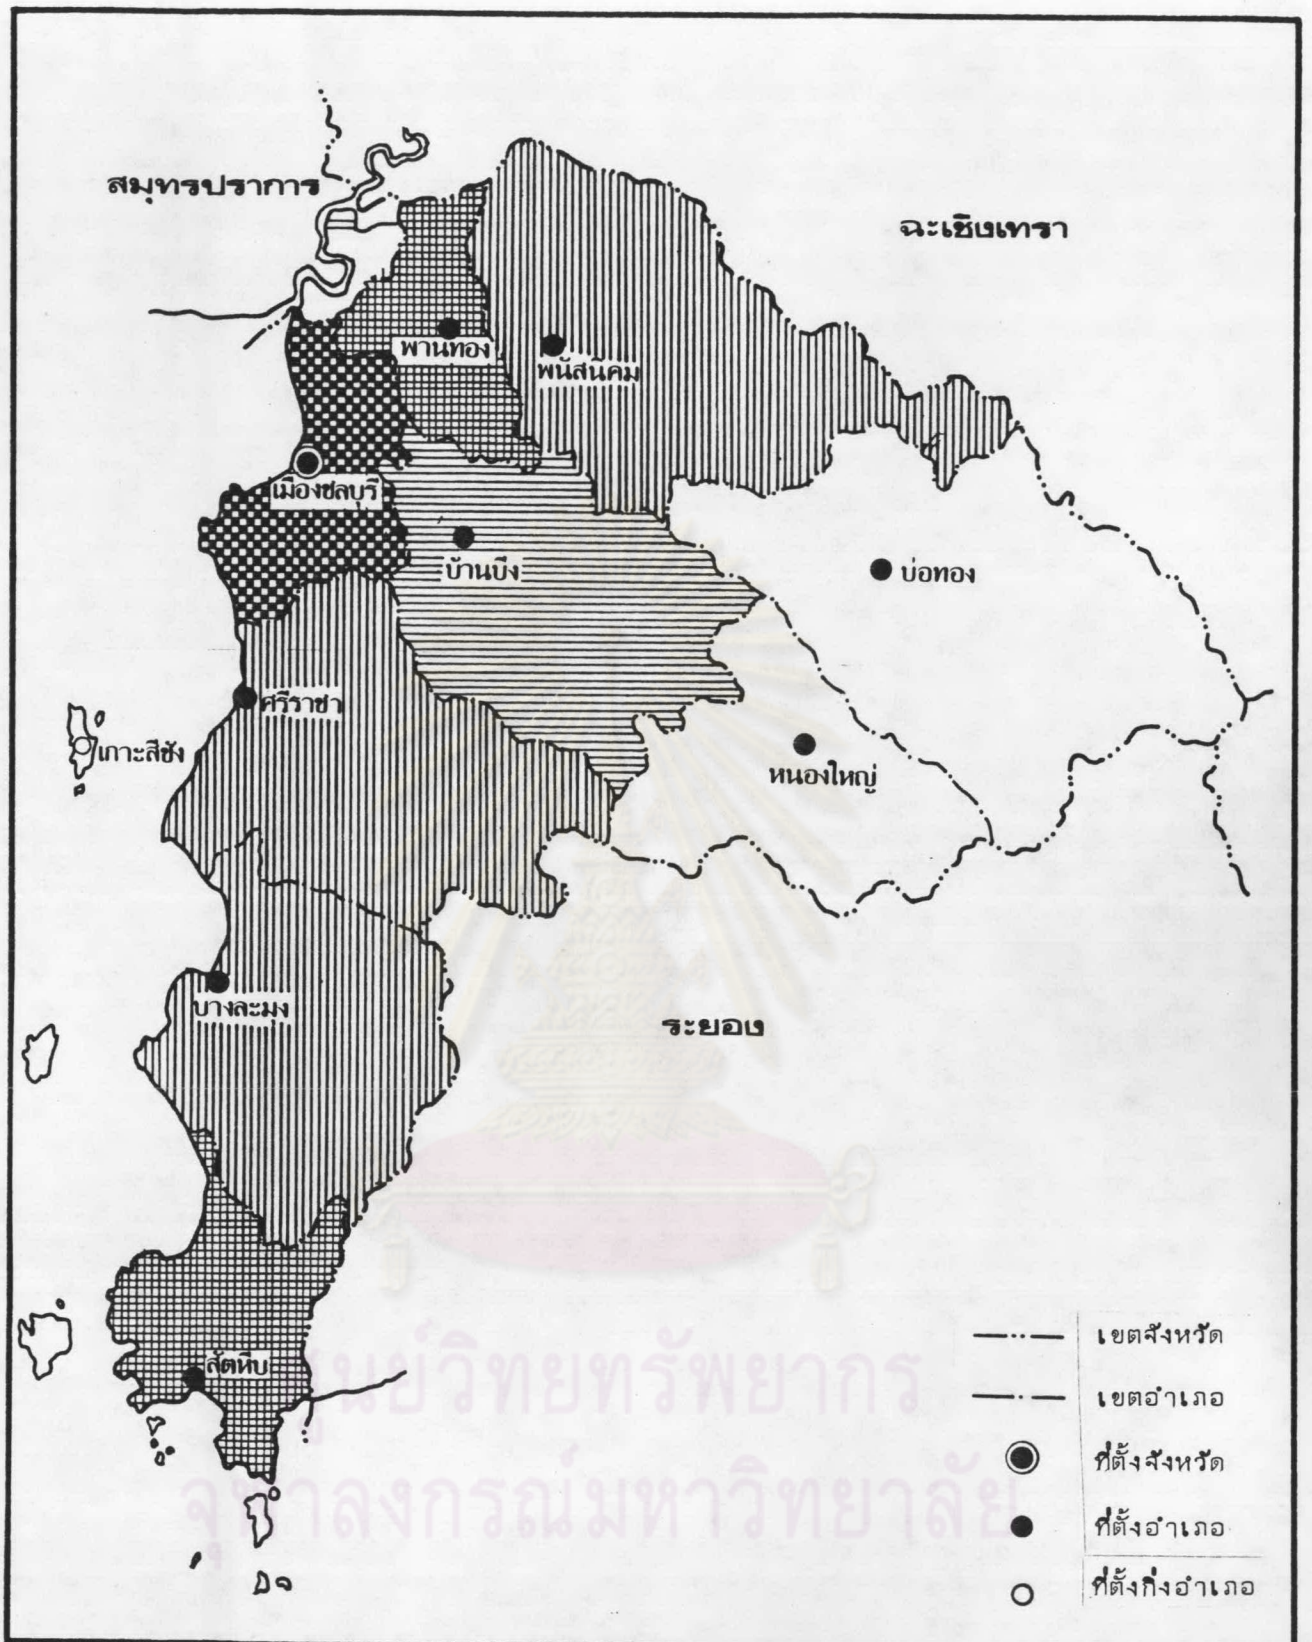 สมุทรปราการ
ฉะเชิงเทรา
พานทอง
พนัสนิคม
เมืองชลบุรี
บ้านบึง
บ่อทอง
ศรีราชา
เกาะสีชัง
หนองใหญ่
บางละมุง
ระยอง
สัตหีบ
เขตจังหวัด
เขตอำเภอ
ที่ตั้งจังหวัด
ที่ตั้งอำเภอ
ที่ตั้งกิ่งอำเภอ
ศูนย์วิทยทรัพยากร
จุฬาลงกรณ์มหาวิทยาลัย